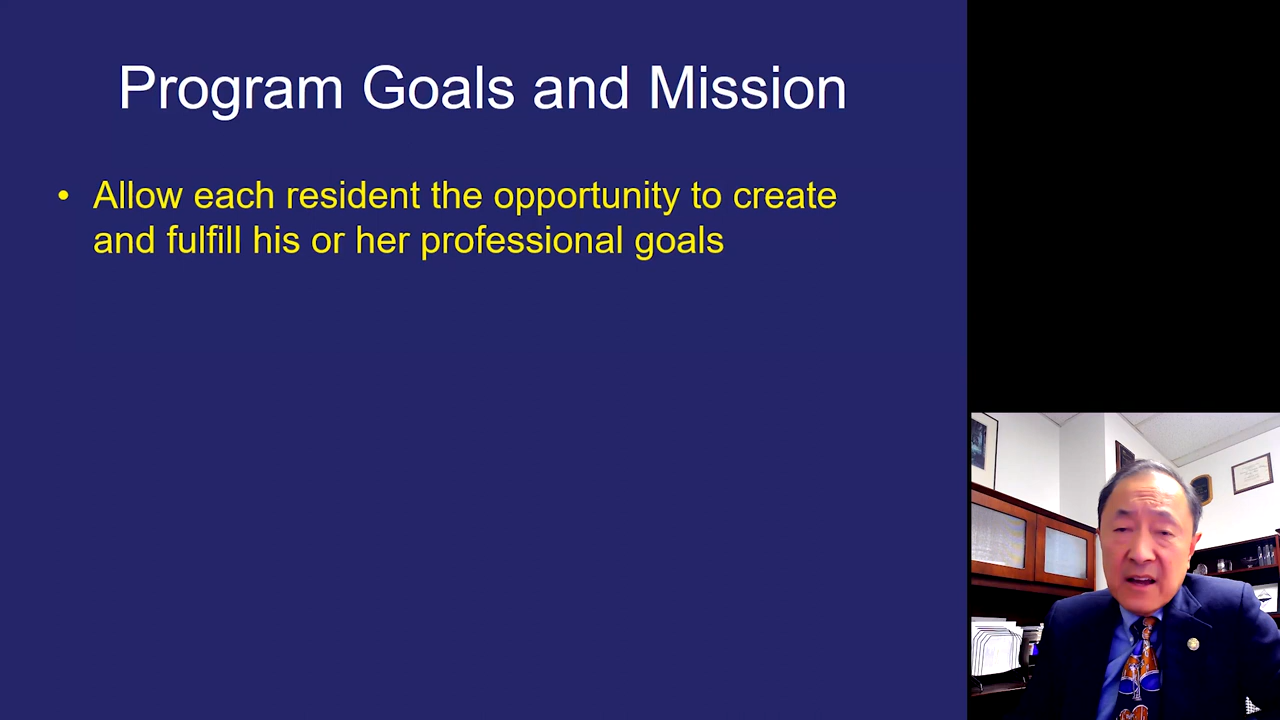 Program Goals and Mission
• Allow each resident the opportunity to create
and fulfill his or her professional goals